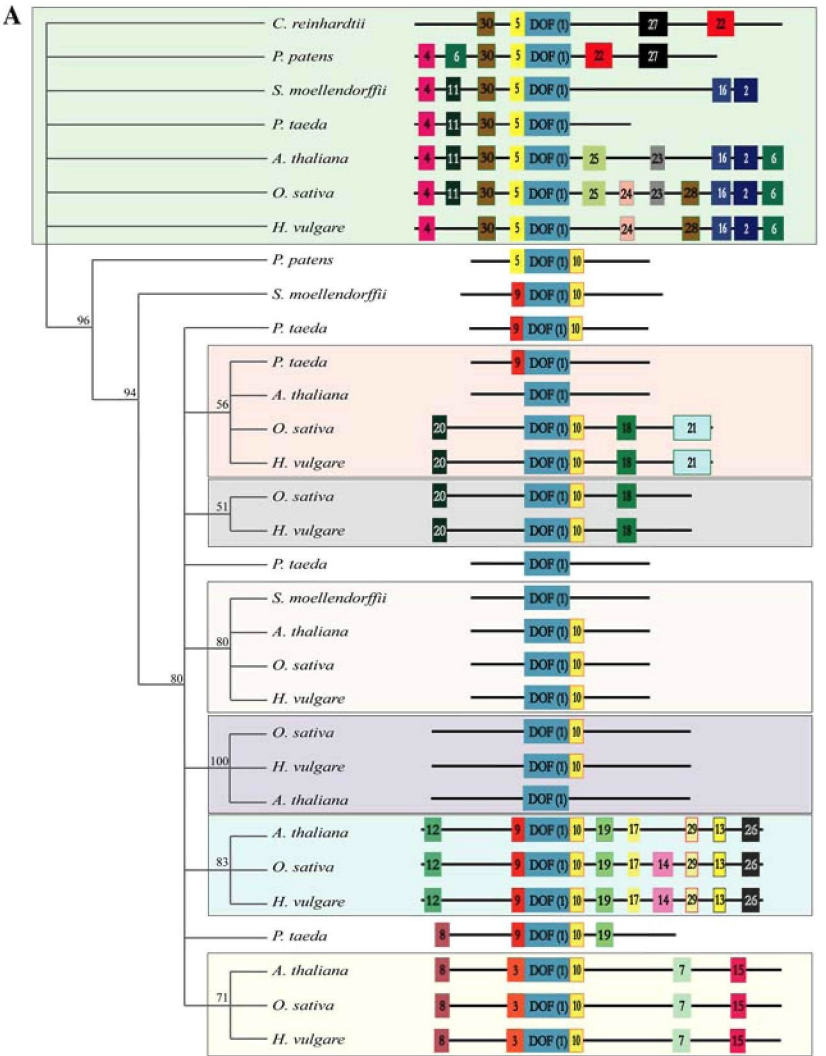 A
C. reinhardtii 30 5 DOF (1) 27 22
P. patens 4 6 30 5 DOF (1) 22 27
S. moellendorffii 4 11 30 5 DOF (1) 16 2
P. taeda 4 11 30 5 DOF (1)
A. thaliana 4 11 30 5 DOF (1) 25 23 16 2 6
O. sativa 4 11 30 5 DOF (1) 25 24 23 28 16 2 6
H. vulgare 4 30 5 DOF (1) 24 28 16 2 6
P. patens 5 DOF (1) 10
S. moellendorffii 9 DOF (1) 10
96
P. taeda 9 DOF (1) 10
P. taeda 9 DOF (1)
94
A. thaliana DOF (1)
56
O. sativa 20 DOF (1) 10 18 21
H. vulgare 20 DOF (1) 10 18 21
O. sativa 20 DOF (1) 10 18
51
H. vulgare 20 DOF (1) 10 18
P. taeda DOF (1)
S. moellendorffii DOF (1)
A. thaliana DOF (1) 10
80
O. sativa DOF (1) 10
80
H. vulgare DOF (1) 10
O. sativa DOF (1) 10
100
H. vulgare DOF (1) 10
A. thaliana DOF (1)
A. thaliana 12 9 DOF (1) 10 19 17 29 13 26
83
O. sativa 12 9 DOF (1) 10 19 17 14 29 13 26
H. vulgare 12 9 DOF (1) 10 19 17 14 29 13 26
P. taeda 8 9 DOF (1) 10 19
A. thaliana 8 3 DOF (1) 10 7 15
71
O. sativa 8 3 DOF (1) 10 7 15
H. vulgare 8 3 DOF (1) 10 7 15